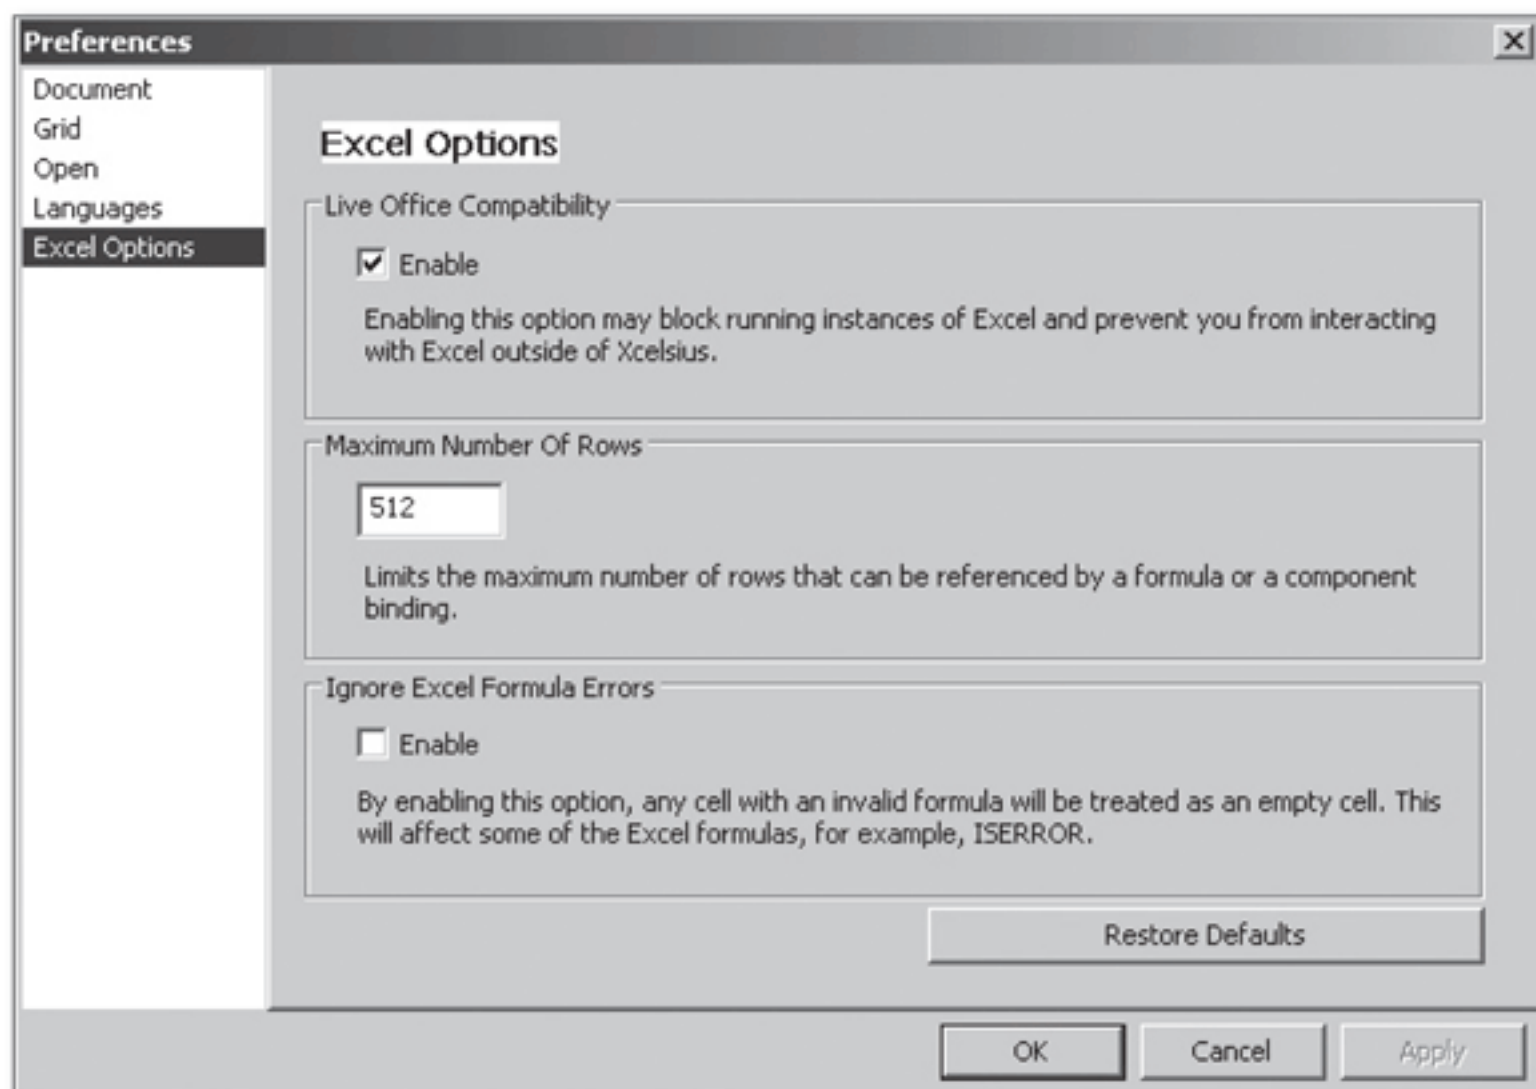 Preferences
Document
Grid
Open
Languages
Excel Options
Excel Options
Live Office Compatibility
Enable
Enabling this option may block running instances of Excel and prevent you from interacting
with Excel outside of Xcelsius.
Maximum Number Of Rows
512
Limits the maximum number of rows that can be referenced by a formula or a component
binding.
Ignore Excel Formula Errors
Enable
By enabling this option, any cell with an invalid formula will be treated as an empty cell. This
will affect some of the Excel formulas, for example, ISERROR.
Restore Defaults
OK
Cancel
Apply